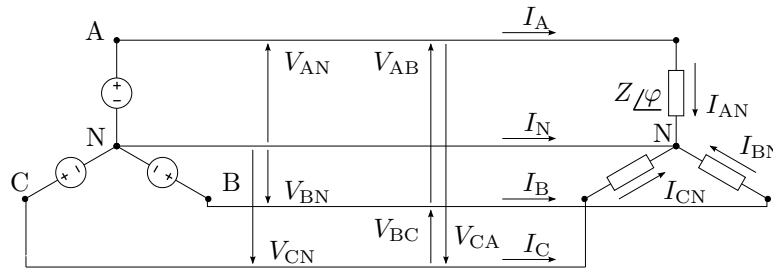 A I_A
+
− V_AN V_AB Z∠φ I_AN
N I_N N I_BN
C + − − + B V_BN I_B I_CN
V_CN V_BC V_CA I_C